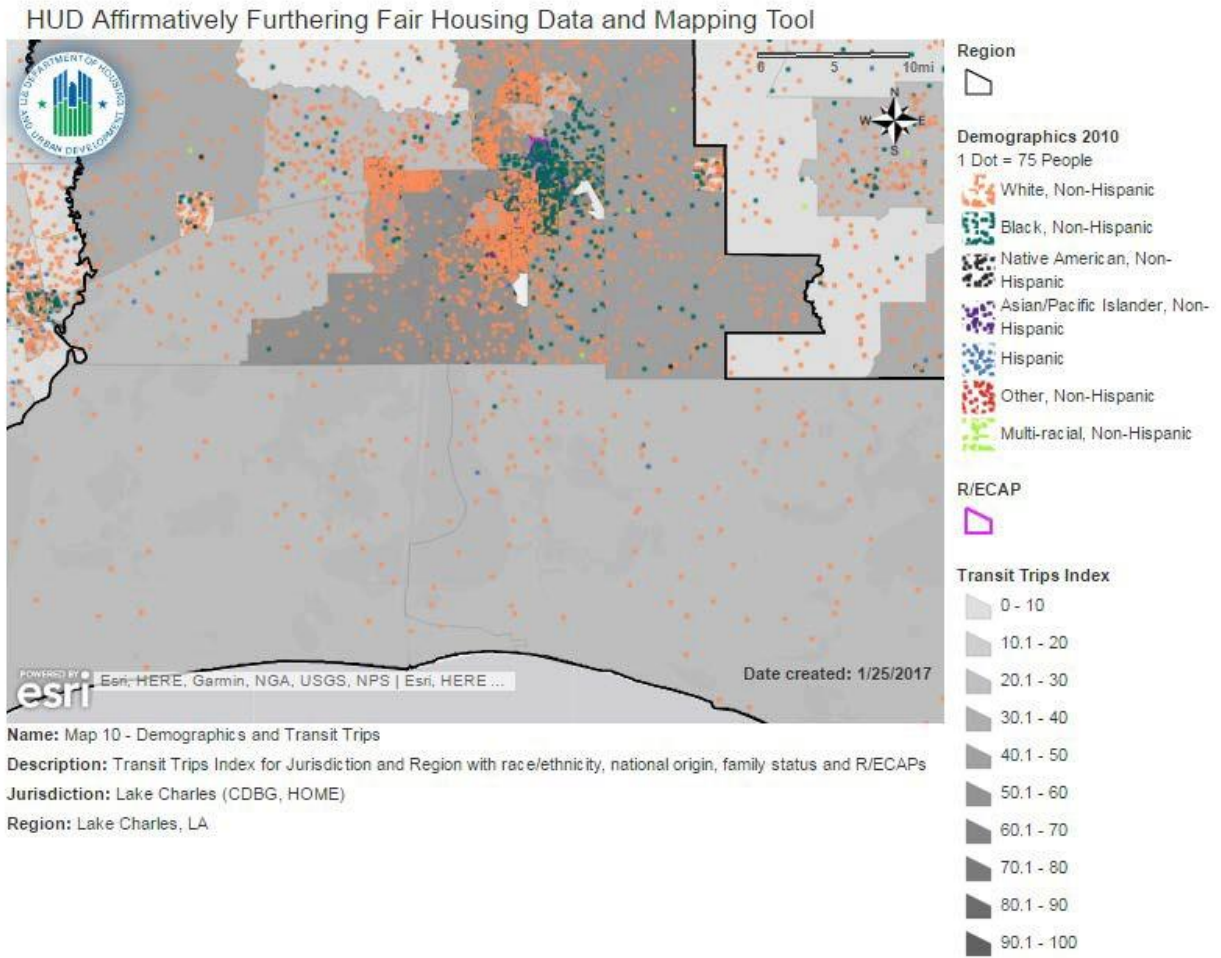 HUD Affirmatively Furthering Fair Housing Data and Mapping Tool
U.S. DEPARTMENT OF HOUSING AND URBAN DEVELOPMENT
0 5 10mi
N
W E
S
POWERED BY
esri
Esri, HERE, Garmin, NGA, USGS, NPS | Esri, HERE ...
Date created: 1/25/2017
Name: Map 10 - Demographics and Transit Trips
Description: Transit Trips Index for Jurisdiction and Region with race/ethnicity, national origin, family status and R/ECAPs
Jurisdiction: Lake Charles (CDBG, HOME)
Region: Lake Charles, LA
Region
Demographics 2010
1 Dot = 75 People
White, Non-Hispanic
Black, Non-Hispanic
Native American, Non-
Hispanic
Asian/Pacific Islander, Non-
Hispanic
Hispanic
Other, Non-Hispanic
Multi-racial, Non-Hispanic
R/ECAP
Transit Trips Index
0 - 10
10.1 - 20
20.1 - 30
30.1 - 40
40.1 - 50
50.1 - 60
60.1 - 70
70.1 - 80
80.1 - 90
90.1 - 100